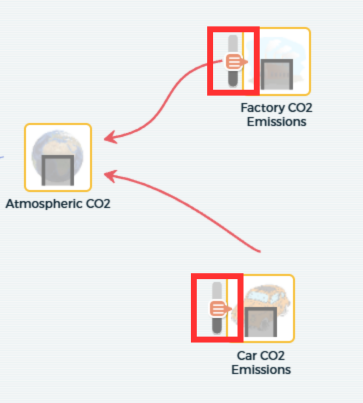 Factory CO2
Emissions
Atmospheric CO2
Car CO2
Emissions